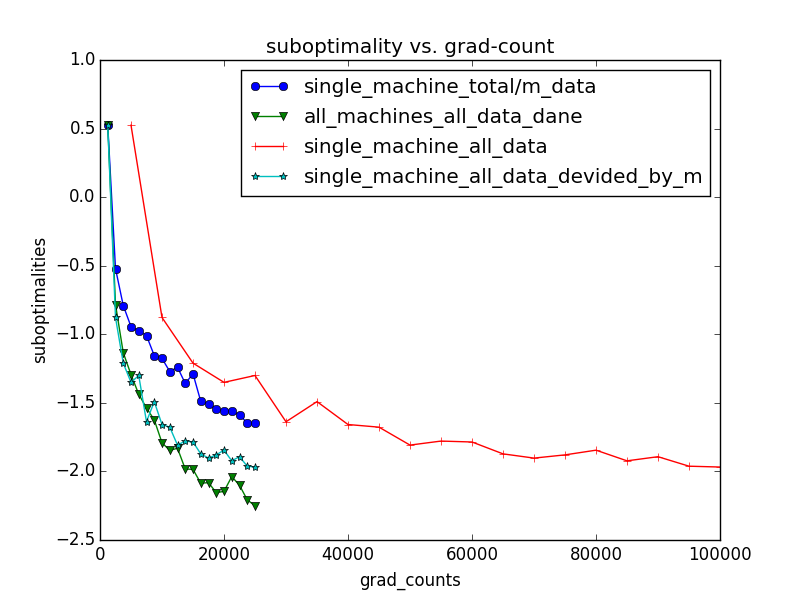 suboptimality vs. grad-count
single_machine_total/m_data
all_machines_all_data_dane
single_machine_all_data
single_machine_all_data_devided_by_m
suboptimalities
1.0
0.5
0.0
−0.5
−1.0
−1.5
−2.0
−2.5
0 20000 40000 60000 80000 100000
grad_counts